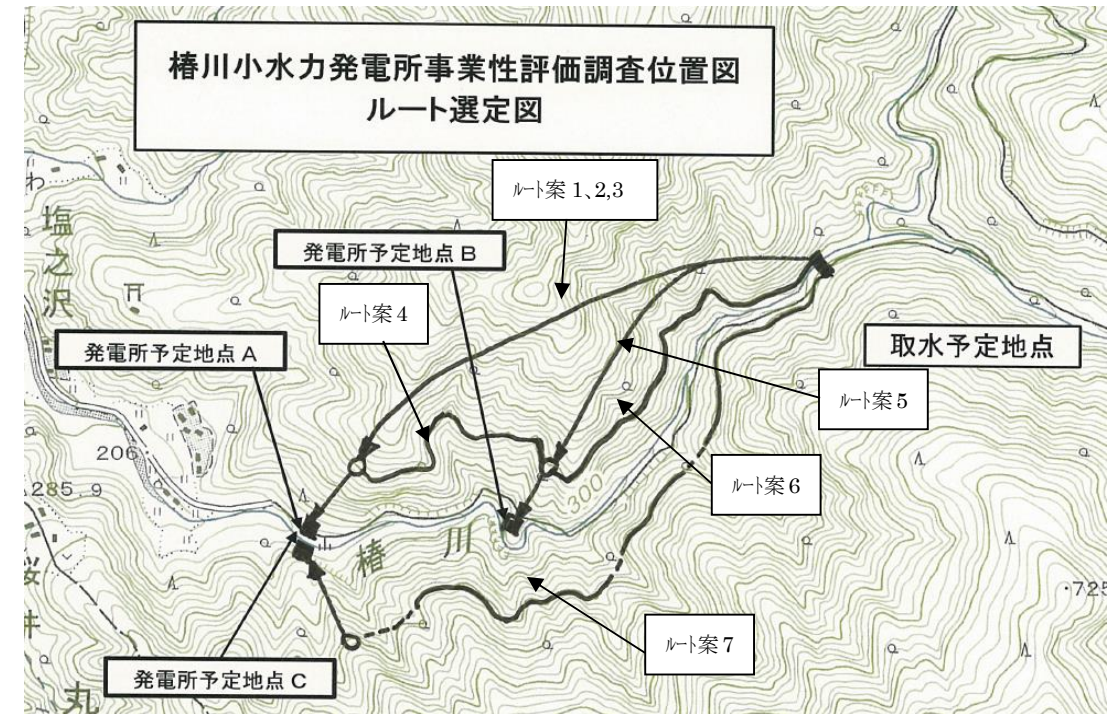 椿川小水力発電所事業性評価調査位置図
ルート選定図
ルート案 1、2,3
わ
塩之沢
発電所予定地点 B
ルート案 4
発電所予定地点 A
取水予定地点
ルート案 5
206
285.9
300
ルート案 6
椿川
桜井
725
ルート案 7
発電所予定地点 C
丸